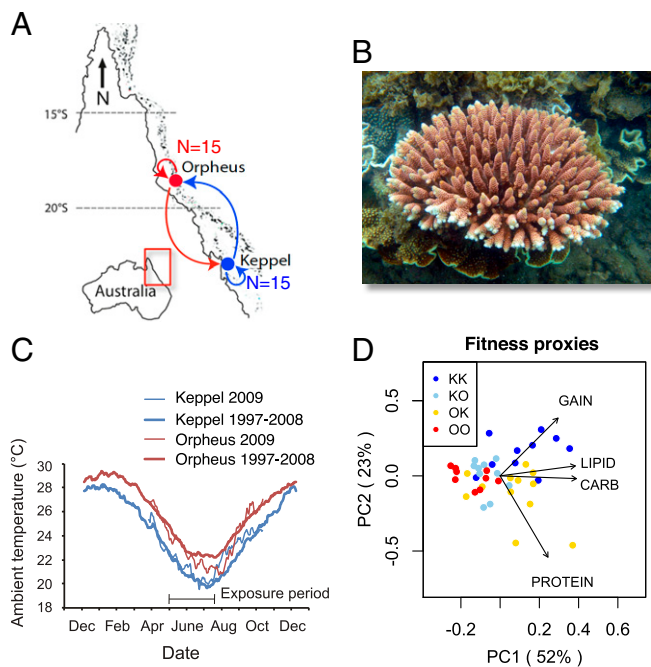 A
N
15°S
N=15
Orpheus
20°S
Keppel
N=15
Australia
B
C
Keppel 2009
Keppel 1997-2008
Orpheus 2009
Orpheus 1997-2008
Ambient temperature (°C)
30
28
26
24
22
20
18
Exposure period
Dec Feb Apr June Aug Oct Dec
Date
D
Fitness proxies
KK
KO
OK
OO
GAIN
LIPID
CARB
PROTEIN
PC2 ( 23%)
0.5
0.0
-0.5
-0.2 0.2 0.4 0.6
PC1 ( 52%)